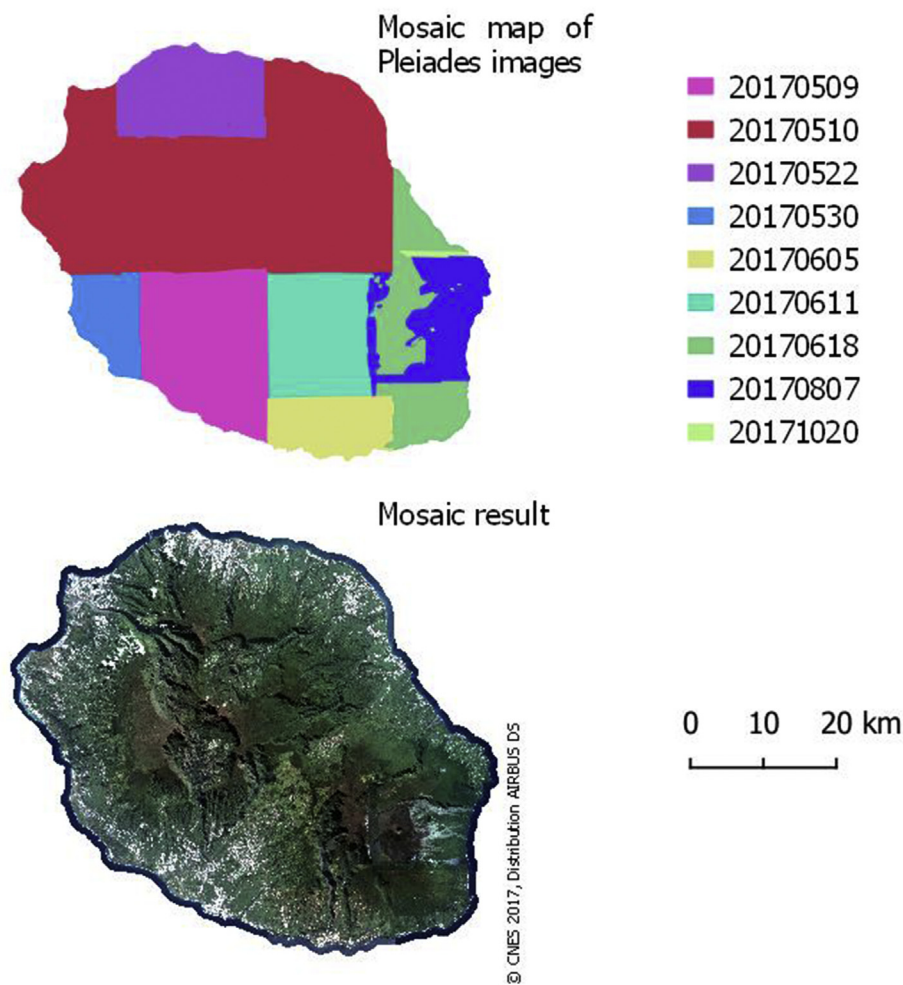 Mosaic map of
Pleiades images
20170509
20170510
20170522
20170530
20170605
20170611
20170618
20170807
20171020
Mosaic result
0 10 20 km
© CNES 2017, Distribution AIRBUS DS